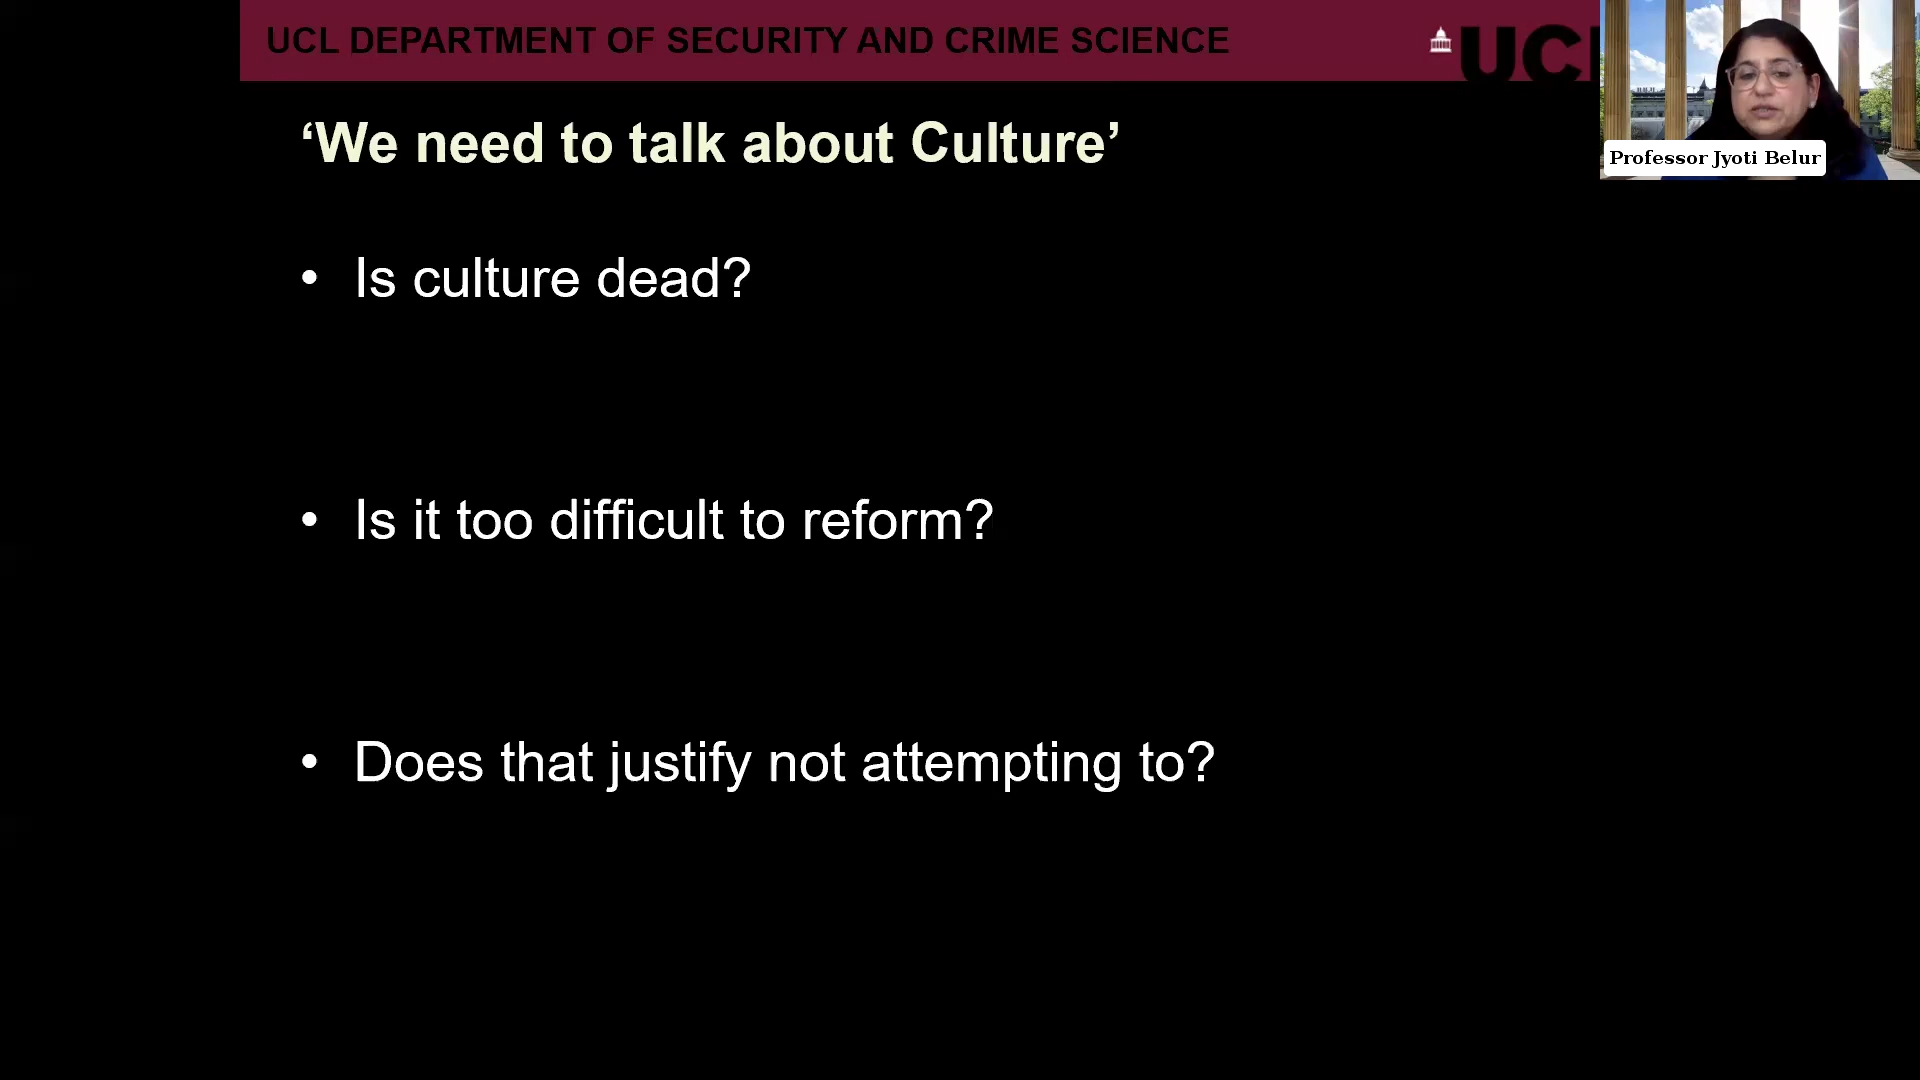 UCL DEPARTMENT OF SECURITY AND CRIME SCIENCE
UCL
Professor Jyoti Belur
‘We need to talk about Culture’
• Is culture dead?
• Is it too difficult to reform?
• Does that justify not attempting to?